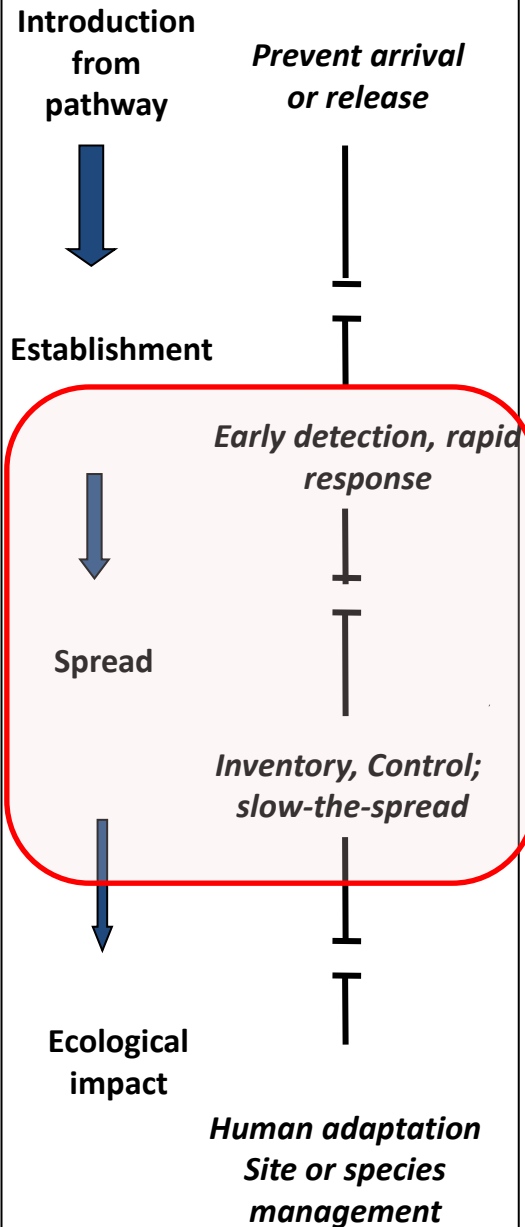 Introduction
from
pathway
Prevent arrival
or release
Establishment
Early detection, rapid
response
Spread
Inventory, Control;
slow-the-spread
Ecological
impact
Human adaptation
Site or species
management